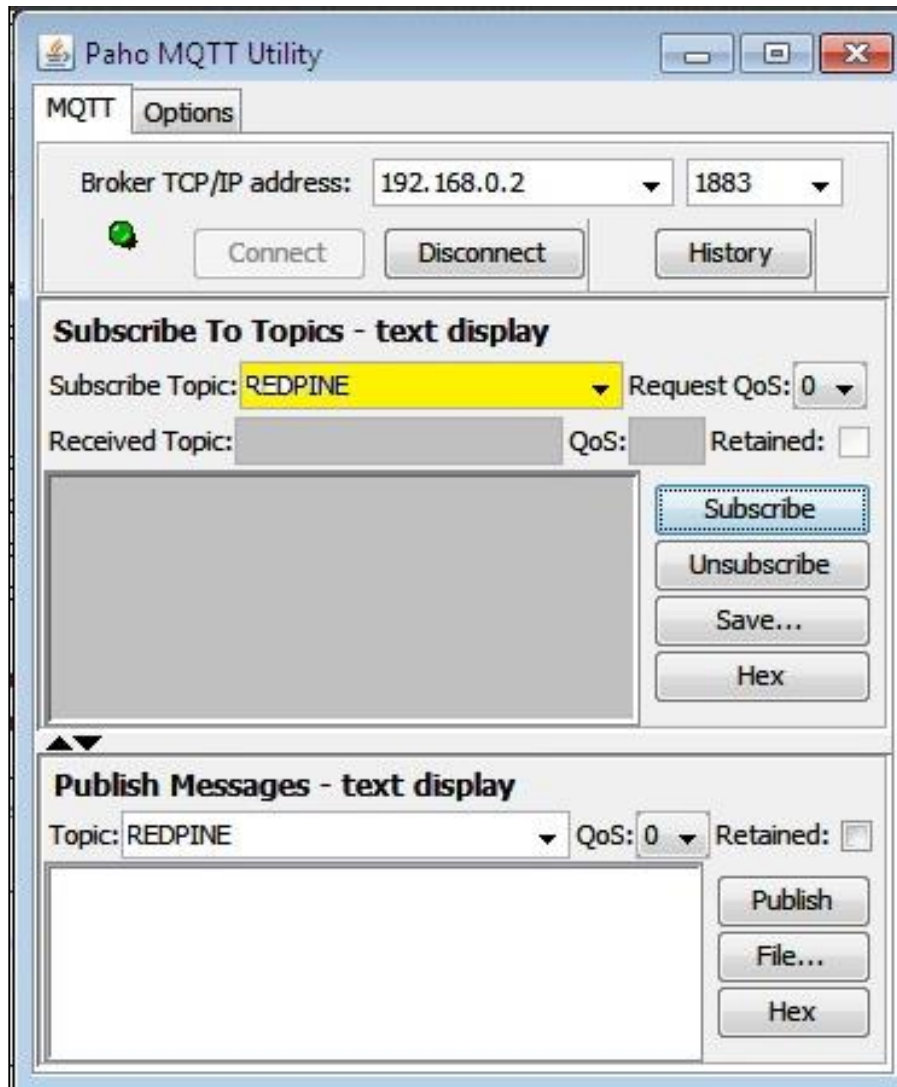 Paho MQTT Utility
MQTT Options
Broker TCP/IP address: 192.168.0.2 1883
Connect Disconnect History
Subscribe To Topics - text display
Subscribe Topic: REDPINE Request QoS: 0
Received Topic: QoS: Retained:
Subscribe
Unsubscribe
Save...
Hex
Publish Messages - text display
Topic: REDPINE QoS: 0 Retained:
Publish
File...
Hex